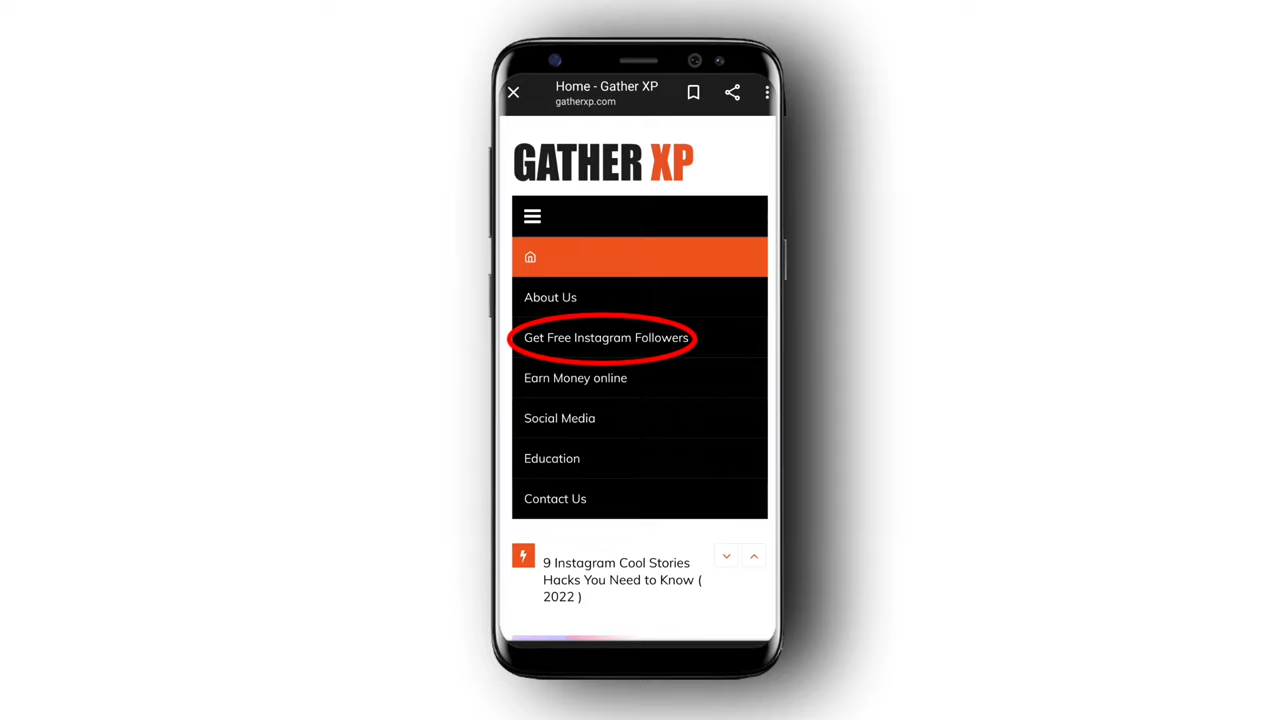 Home - Gather XP
gatherxp.com
GATHER XP
About Us
Get Free Instagram Followers
Earn Money online
Social Media
Education
Contact Us
9 Instagram Cool Stories
Hacks You Need to Know (
2022 )